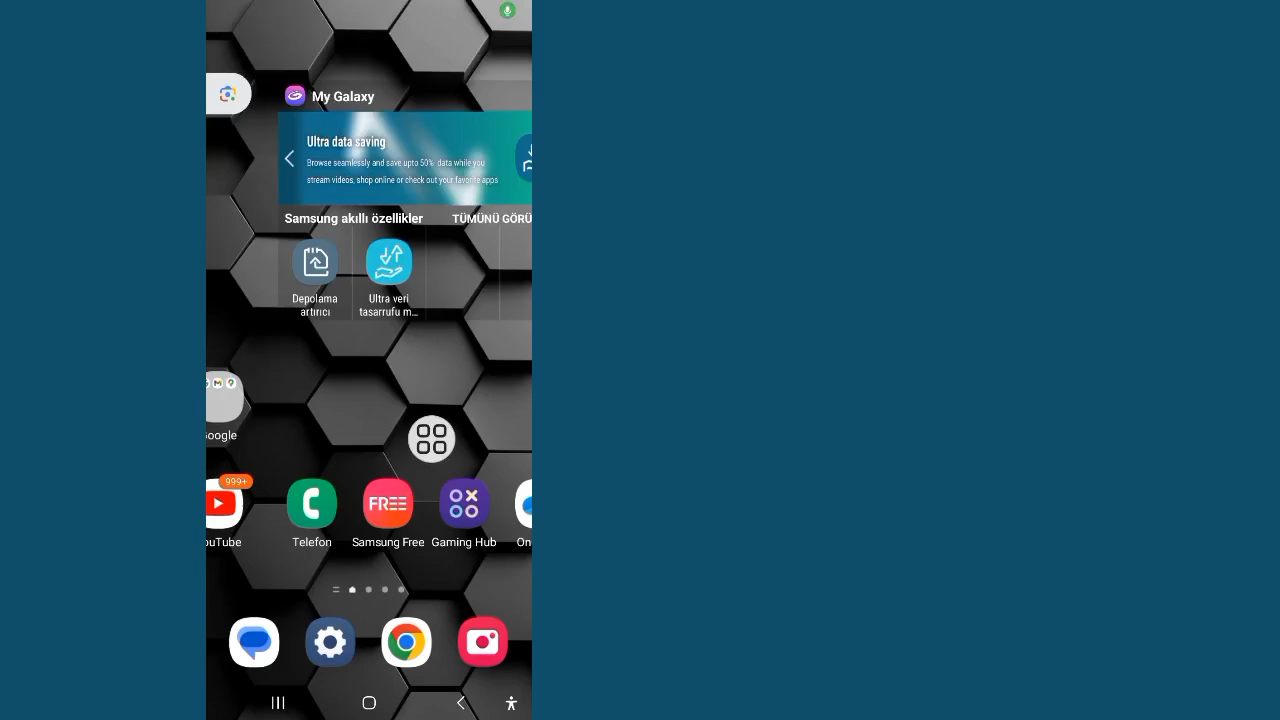 My Galaxy
Ultra data saving
Browse seamlessly and save upto 50% data while you
stream videos, shop online or check out your favorite apps
Samsung akıllı özellikler TÜMÜNÜ GÖRÜ
Depolama
artırıcı
Ultra veri
tasarrufu m...
oogle
999+
FREE
ouTube Telefon Samsung Free Gaming Hub On